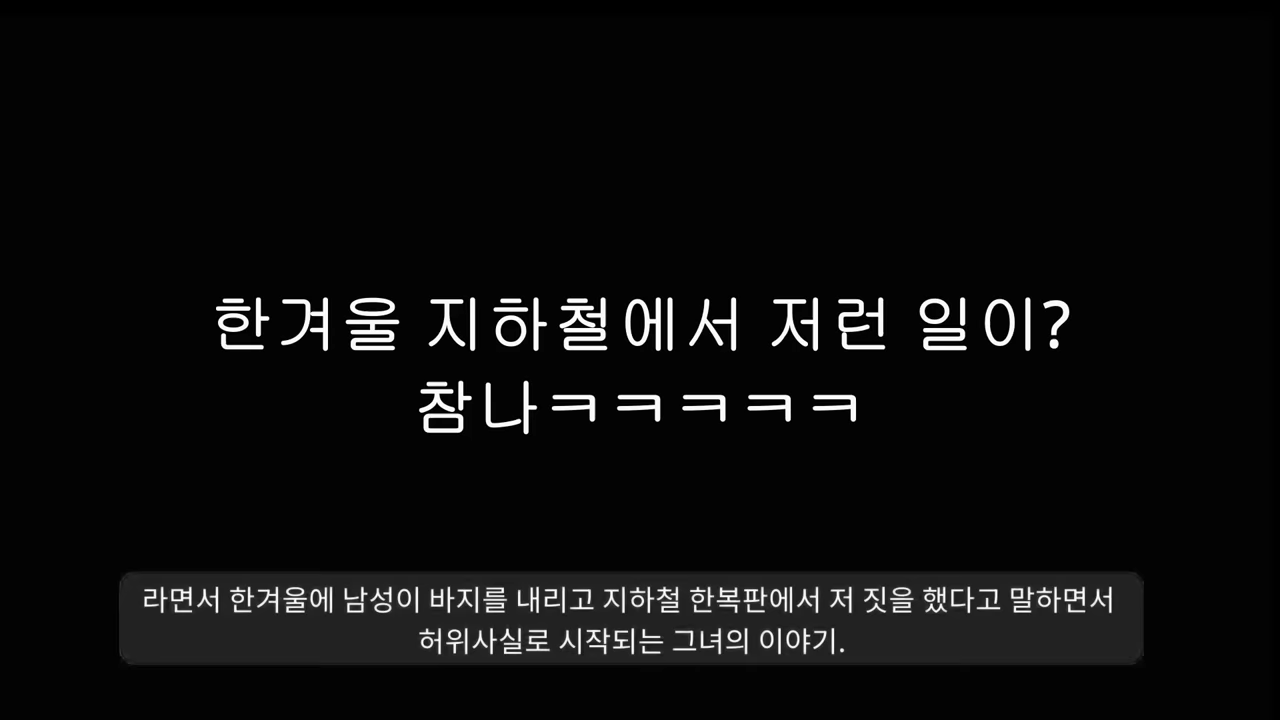 한겨울 지하철에서 저런 일이?
참나ㅋㅋㅋㅋㅋ
라면서 한겨울에 남성이 바지를 내리고 지하철 한복판에서 저 짓을 했다고 말하면서
허위사실로 시작되는 그녀의 이야기.